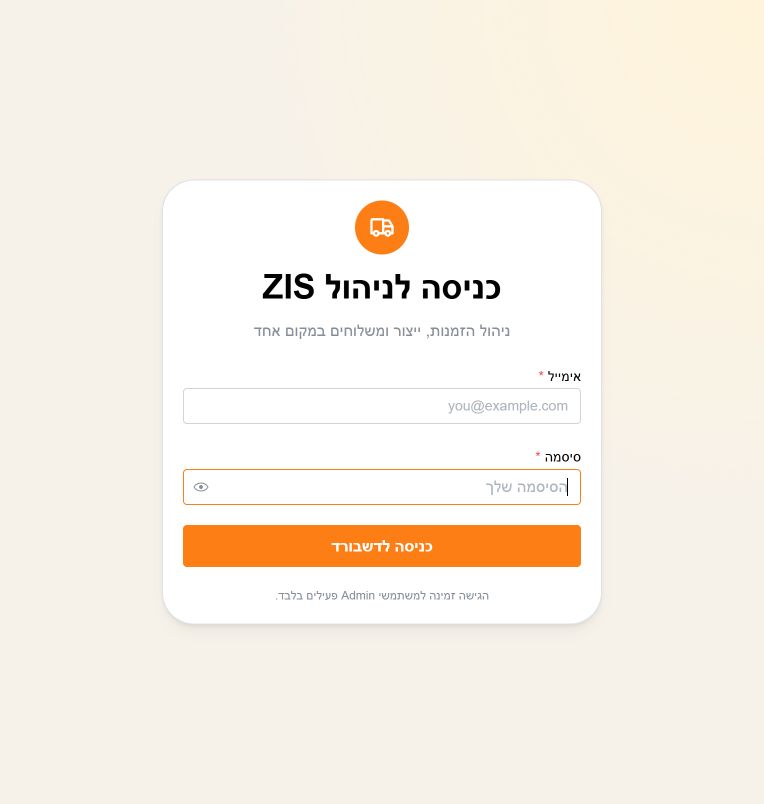 כניסה לניהול ZIS
ניהול הזמנות, ייצור ומשלוחים במקום אחד
אימייל *
you@example.com
סיסמה *
הסיסמה שלך
כניסה לדשבורד
הגישה זמינה למשתמשי Admin פעילים בלבד.